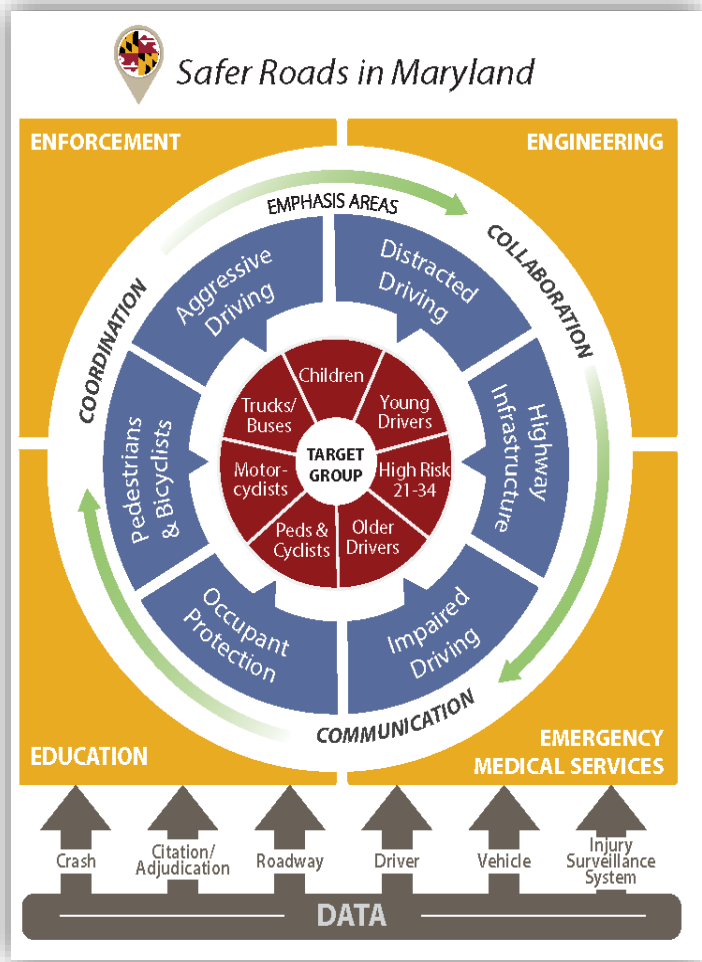 Safer Roads in Maryland
ENFORCEMENT
ENGINEERING
EMPHASIS AREAS
COORDINATION
COLLABORATION
COMMUNICATION
Aggressive
Driving
Distracted
Driving
Highway
Infrastructure
Impaired
Driving
Occupant
Protection
Pedestrians
& Bicyclists
Children
Young
Drivers
High Risk
21-34
Older
Drivers
Peds &
Cyclists
Motor-
cyclists
Trucks/
Buses
TARGET
GROUP
EDUCATION
EMERGENCY
MEDICAL SERVICES
Crash
Citation/
Adjudication
Roadway
Driver
Vehicle
Injury
Surveillance
System
DATA